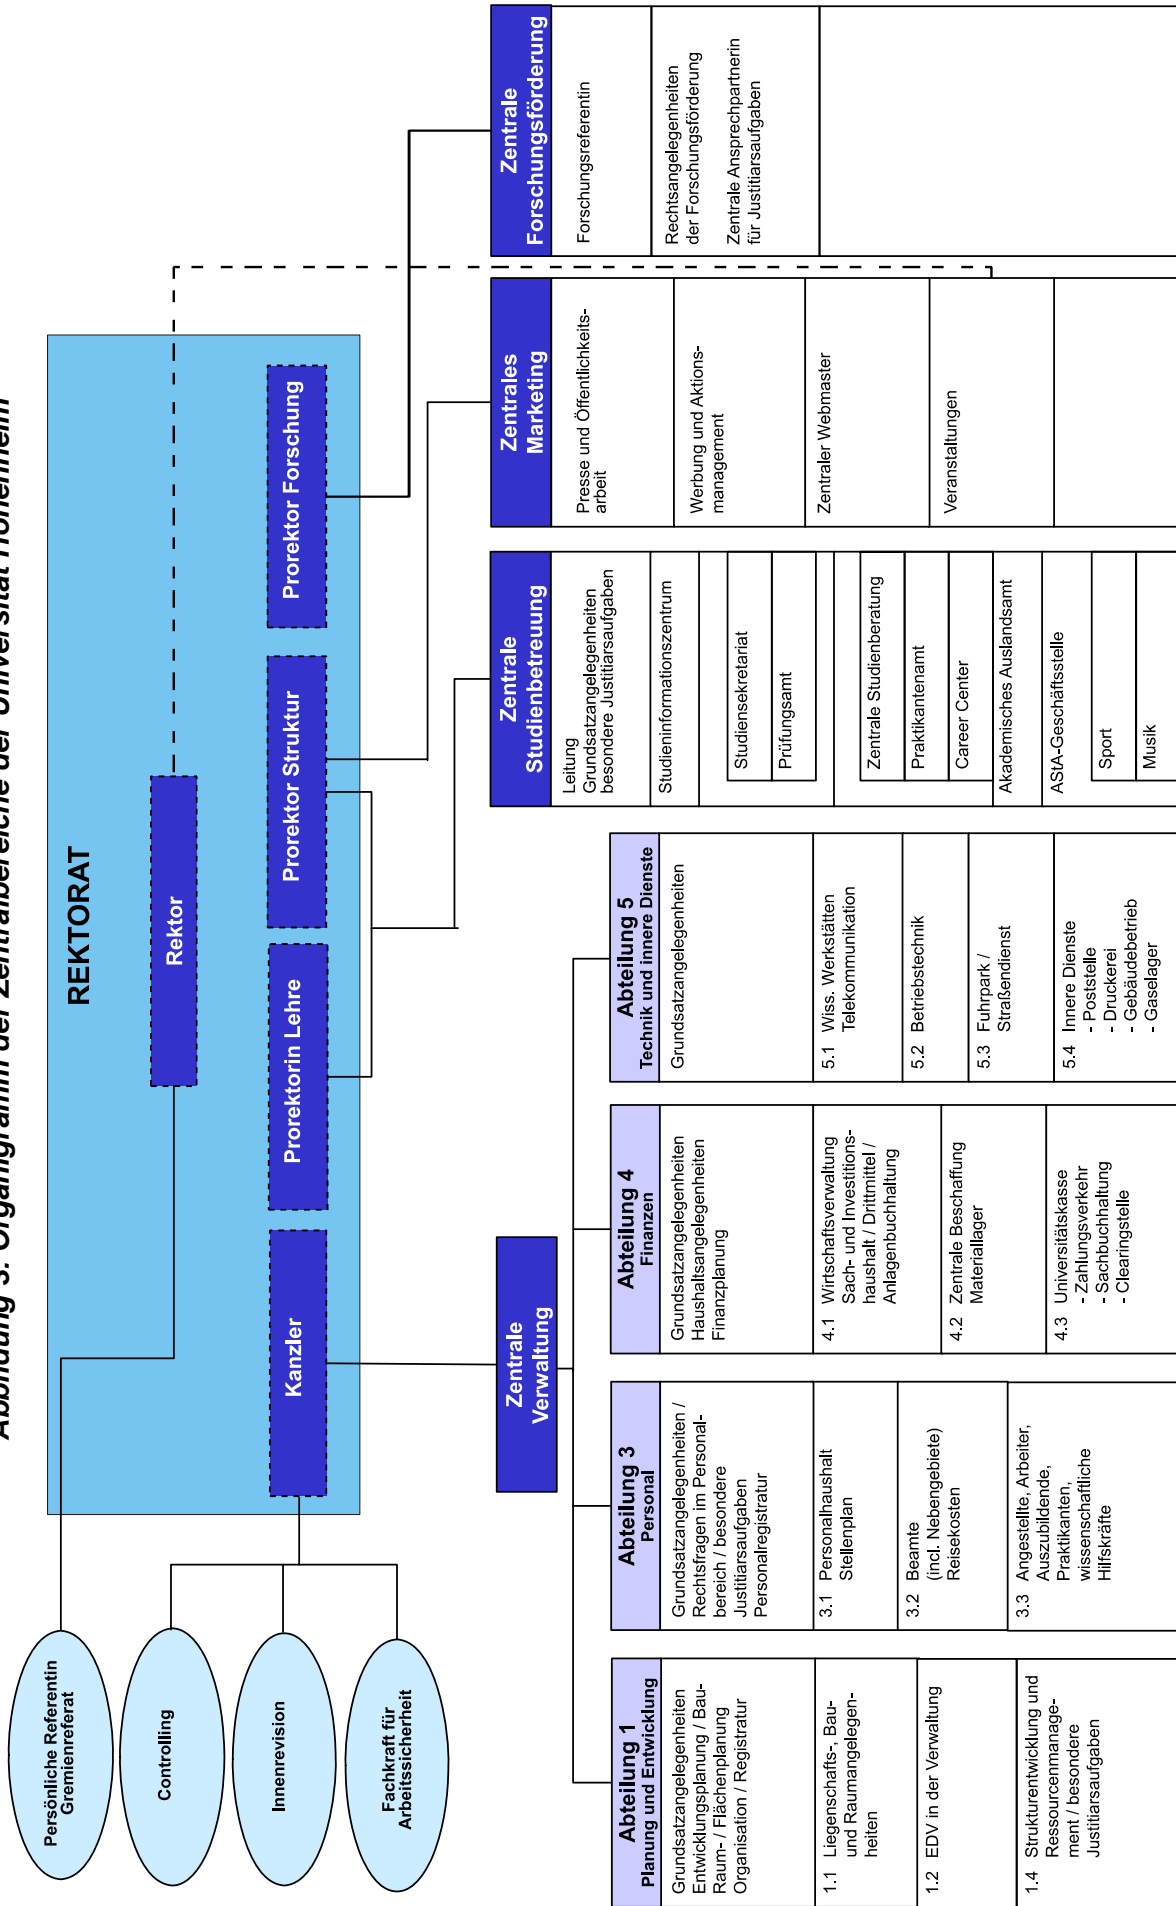 Abbildung 3: Organigramm der Zentralbereiche der Universität Hohenheim
REKTORAT
Rektor
Kanzler
Prorektorin Lehre
Prorektor Struktur
Prorektor Forschung
Persönliche Referentin
Gremienreferat
Controlling
Innenrevision
Fachkraft für
Arbeitssicherheit
Zentrale
Verwaltung
Abteilung 1
Planung und Entwicklung
Grundsatzangelegenheiten
Entwicklungsplanung / Bau-
Raum- / Flächenplanung
Organisation / Registratur
1.1 Liegenschafts-, Bau-
und Raumangelegen-
heiten
1.2 EDV in der Verwaltung
1.4 Strukturentwicklung und
Ressourcenmanage-
ment / besondere
Justitiarsaufgaben
Abteilung 3
Personal
Grundsatzangelegenheiten /
Rechtsfragen im Personal-
bereich / besondere
Justitiarsaufgaben
Personalregistratur
3.1 Personalhaushalt
Stellenplan
3.2 Beamte
(incl. Nebengebiete)
Reisekosten
3.3 Angestellte, Arbeiter,
Auszubildende,
Praktikanten,
wissenschaftliche
Hilfskräfte
Abteilung 4
Finanzen
Grundsatzangelegenheiten
Haushaltsangelegenheiten
Finanzplanung
4.1 Wirtschaftsverwaltung
Sach- und Investitions-
haushalt / Drittmittel /
Anlagenbuchhaltung
4.2 Zentrale Beschaffung
Materiallager
4.3 Universitätskasse
- Zahlungsverkehr
- Sachbuchhaltung
- Clearingstelle
Abteilung 5
Technik und innere Dienste
Grundsatzangelegenheiten
5.1 Wiss. Werkstätten
Telekommunikation
5.2 Betriebstechnik
5.3 Fuhrpark /
Straßendienst
5.4 Innere Dienste
- Poststelle
- Druckerei
- Gebäudebetrieb
- Gaselager
Zentrale
Studienbetreuung
Leitung
Grundsatzangelegenheiten
besondere Justitiarsaufgaben
Studieninformationszentrum
Studiensekretariat
Prüfungsamt
Zentrale Studienberatung
Praktikantenamt
Career Center
Akademisches Auslandsamt
AStA-Geschäftsstelle
Sport
Musik
Zentrales
Marketing
Presse und Öffentlichkeits-
arbeit
Werbung und Aktions-
management
Zentraler Webmaster
Veranstaltungen
Zentrale
Forschungsförderung
Forschungsreferentin
Rechtsangelegenheiten
der Forschungsförderung
Zentrale Ansprechpartnerin
für Justitiarsaufgaben